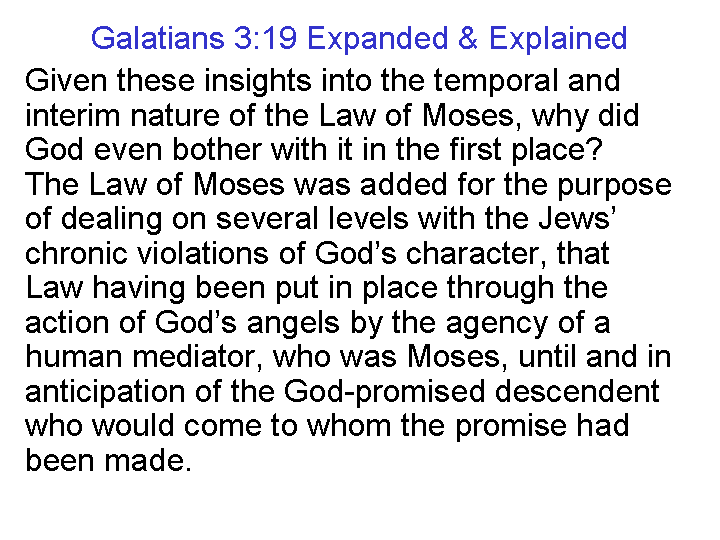 Galatians 3:19 Expanded & Explained
Given these insights into the temporal and
interim nature of the Law of Moses, why did
God even bother with it in the first place?
The Law of Moses was added for the purpose
of dealing on several levels with the Jews’
chronic violations of God’s character, that
Law having been put in place through the
action of God’s angels by the agency of a
human mediator, who was Moses, until and in
anticipation of the God-promised descendent
who would come to whom the promise had
been made.